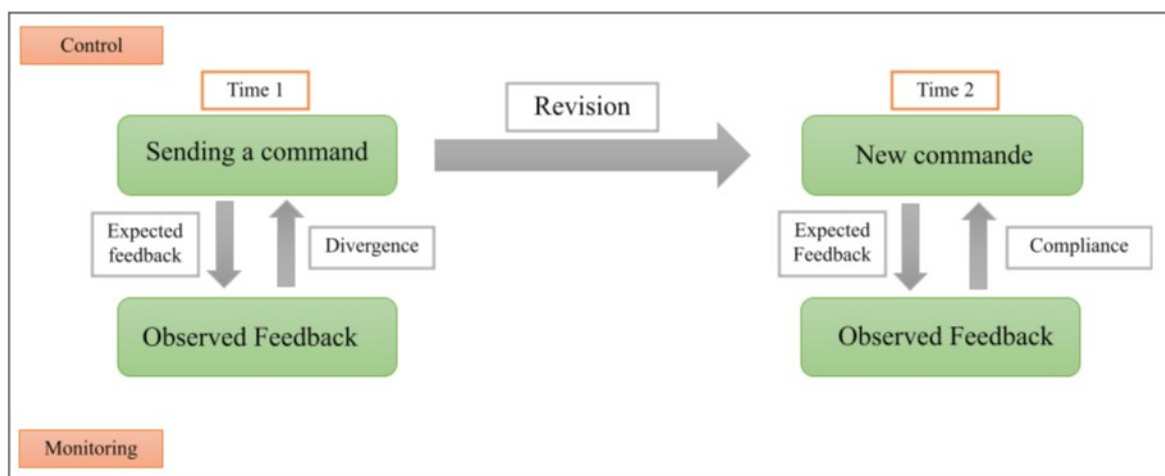 Control
Time 1
Time 2
Revision
Sending a command
New commande
Expected
feedback
Divergence
Expected
Feedback
Compliance
Observed Feedback
Observed Feedback
Monitoring